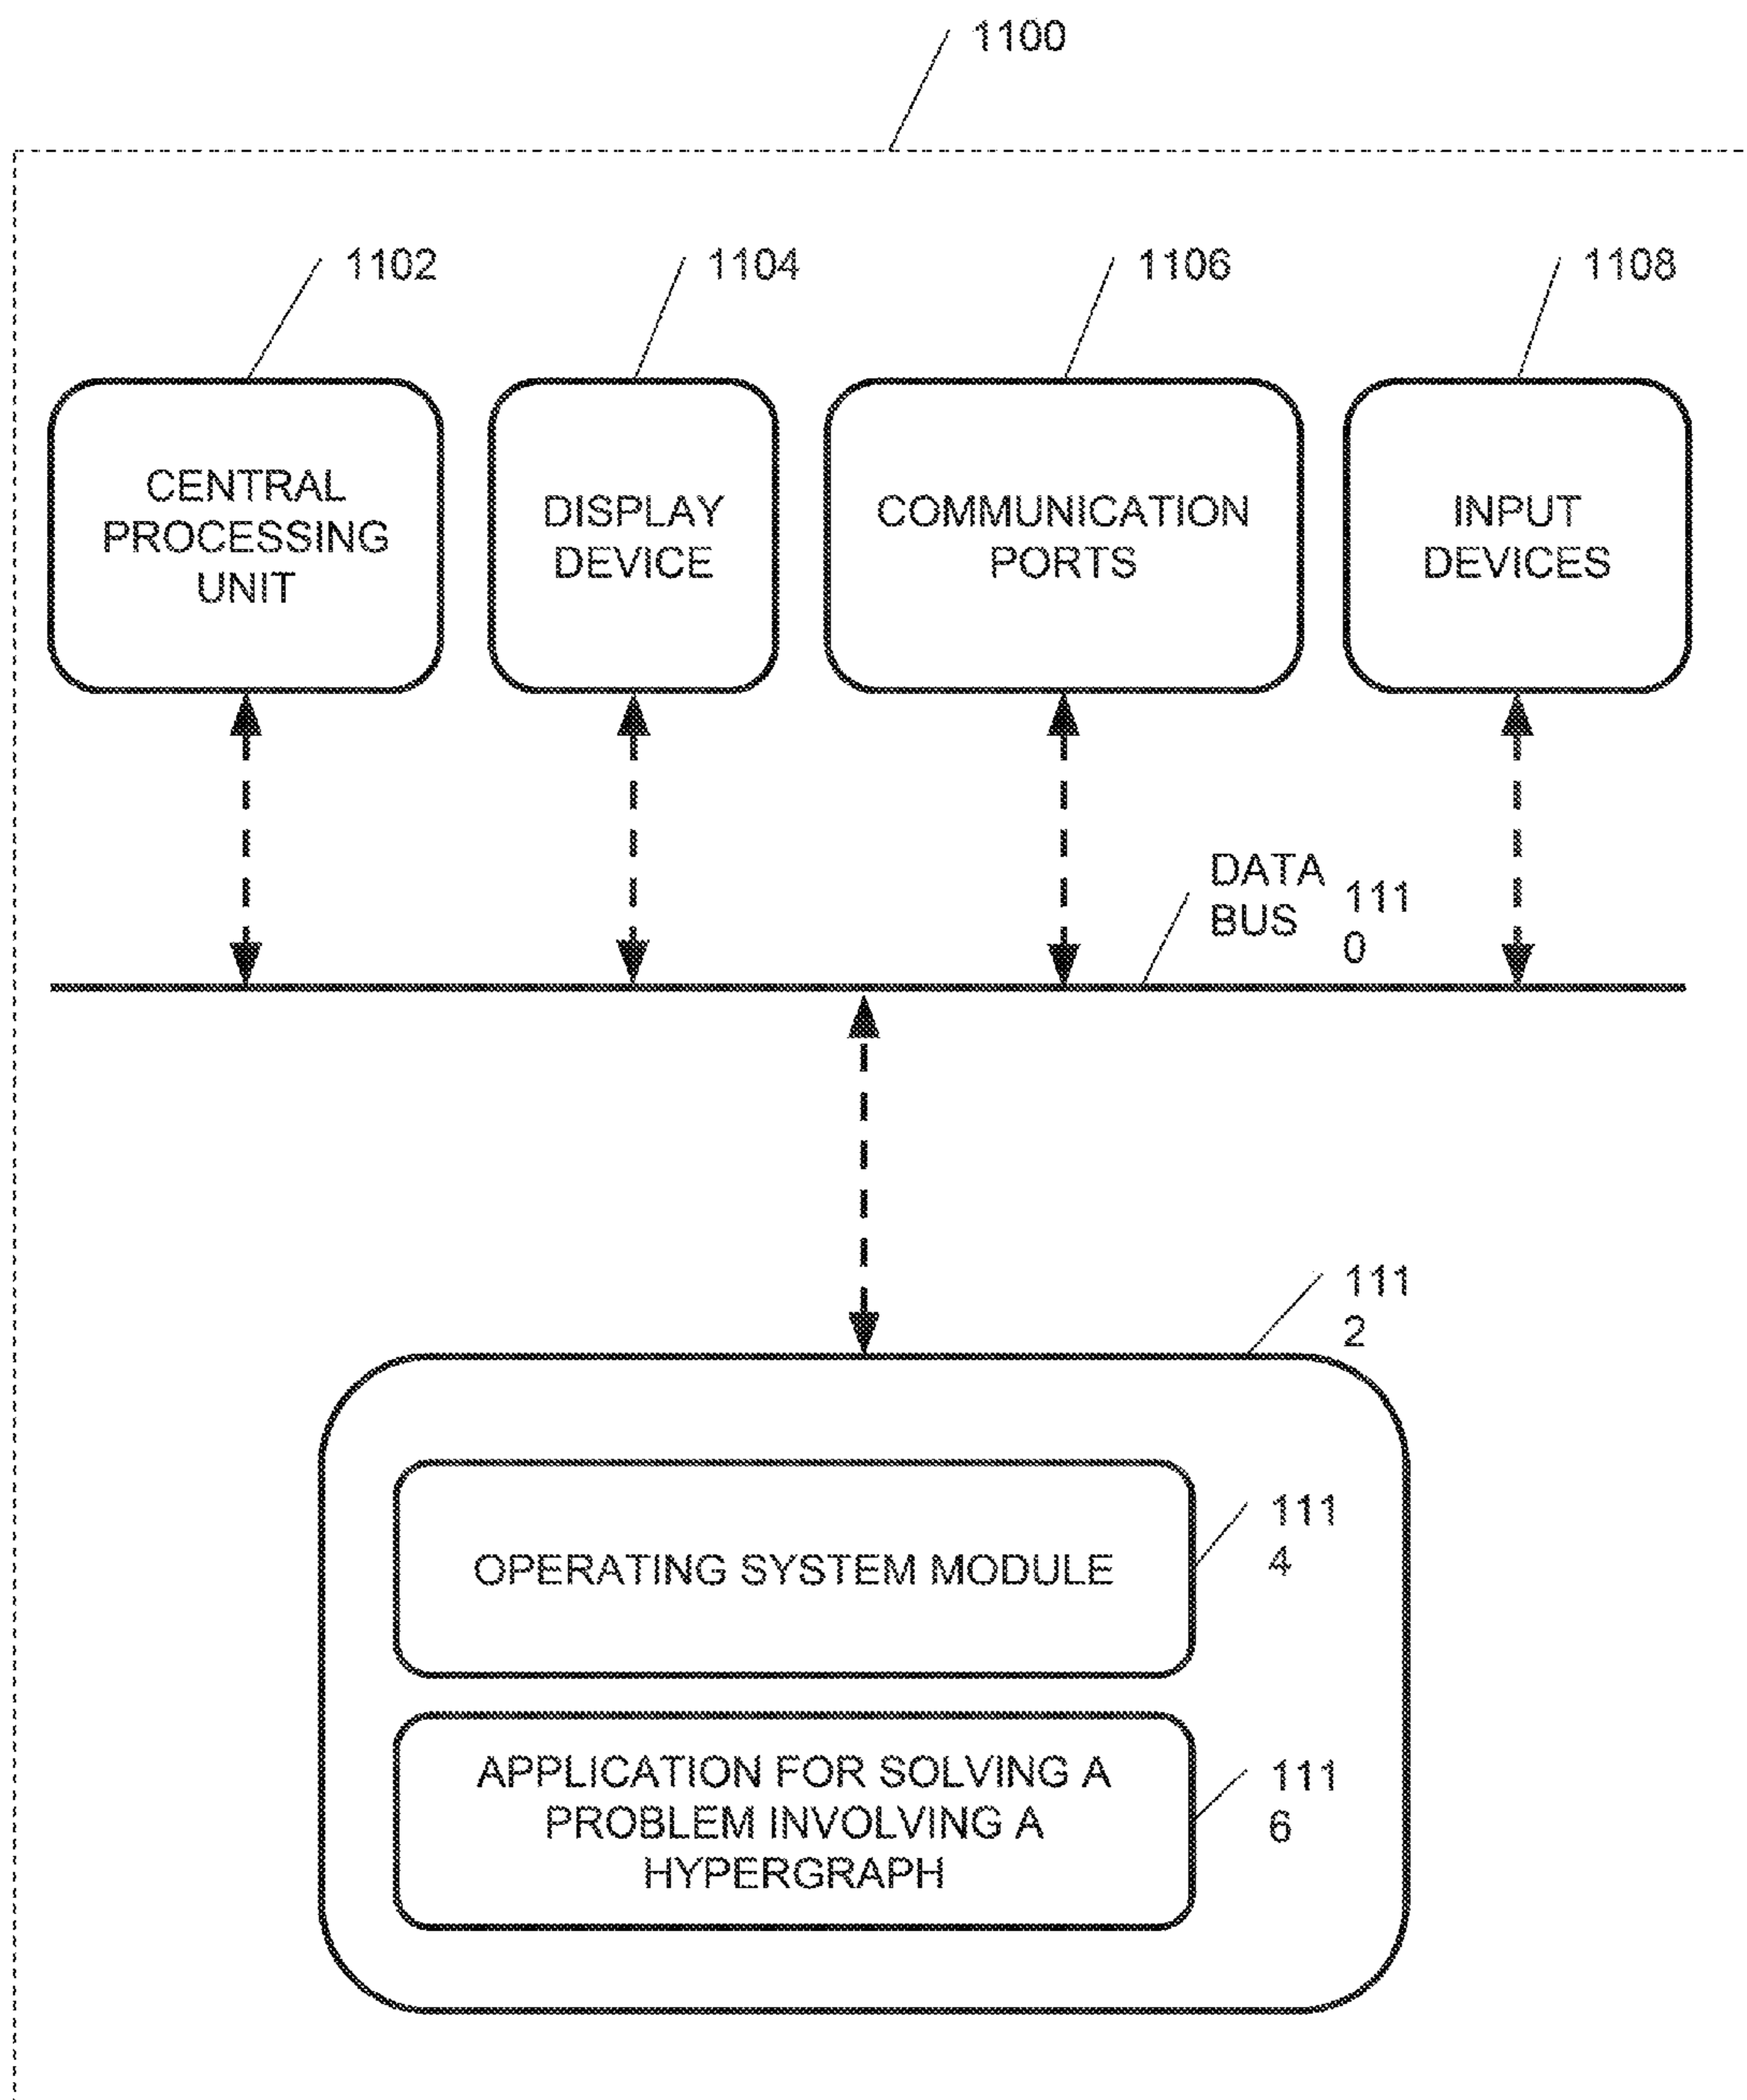 1100
1102
1104
1106
1108
CENTRAL
PROCESSING
UNIT
DISPLAY
DEVICE
COMMUNICATION
PORTS
INPUT
DEVICES
DATA
BUS
111
0
111
2
OPERATING SYSTEM MODULE
111
4
APPLICATION FOR SOLVING A
PROBLEM INVOLVING A
HYPERGRAPH
111
6